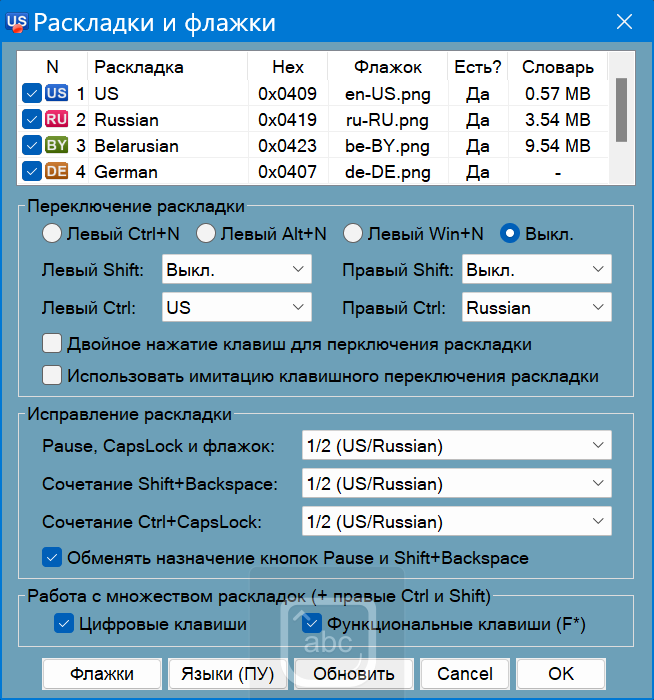 US Раскладки и флажки
N Раскладка Hex Флажок Есть? Словарь
US 1 US 0x0409 en-US.png Да 0.57 MB
RU 2 Russian 0x0419 ru-RU.png Да 3.54 MB
BY 3 Belarusian 0x0423 be-BY.png Да 9.54 MB
DE 4 German 0x0407 de-DE.png Да -
Переключение раскладки
Левый Ctrl+N Левый Alt+N Левый Win+N Выкл.
Левый Shift: Выкл. Правый Shift: Выкл.
Левый Ctrl: US Правый Ctrl: Russian
Двойное нажатие клавиш для перключения раскладки
Использовать имитацию клавишного переключения раскладки
Исправление раскладки
Pause, CapsLock и флажок: 1/2 (US/Russian)
Сочетание Shift+Backspace: 1/2 (US/Russian)
Сочетание Ctrl+CapsLock: 1/2 (US/Russian)
Обменять назначение кнопок Pause и Shift+Backspace
Работа с множеством раскладок (+ правые Ctrl и Shift)
Цифровые клавиши Функциональные клавиши (F*)
abc
Флажки Языки (ПУ) Обновить Cancel OK